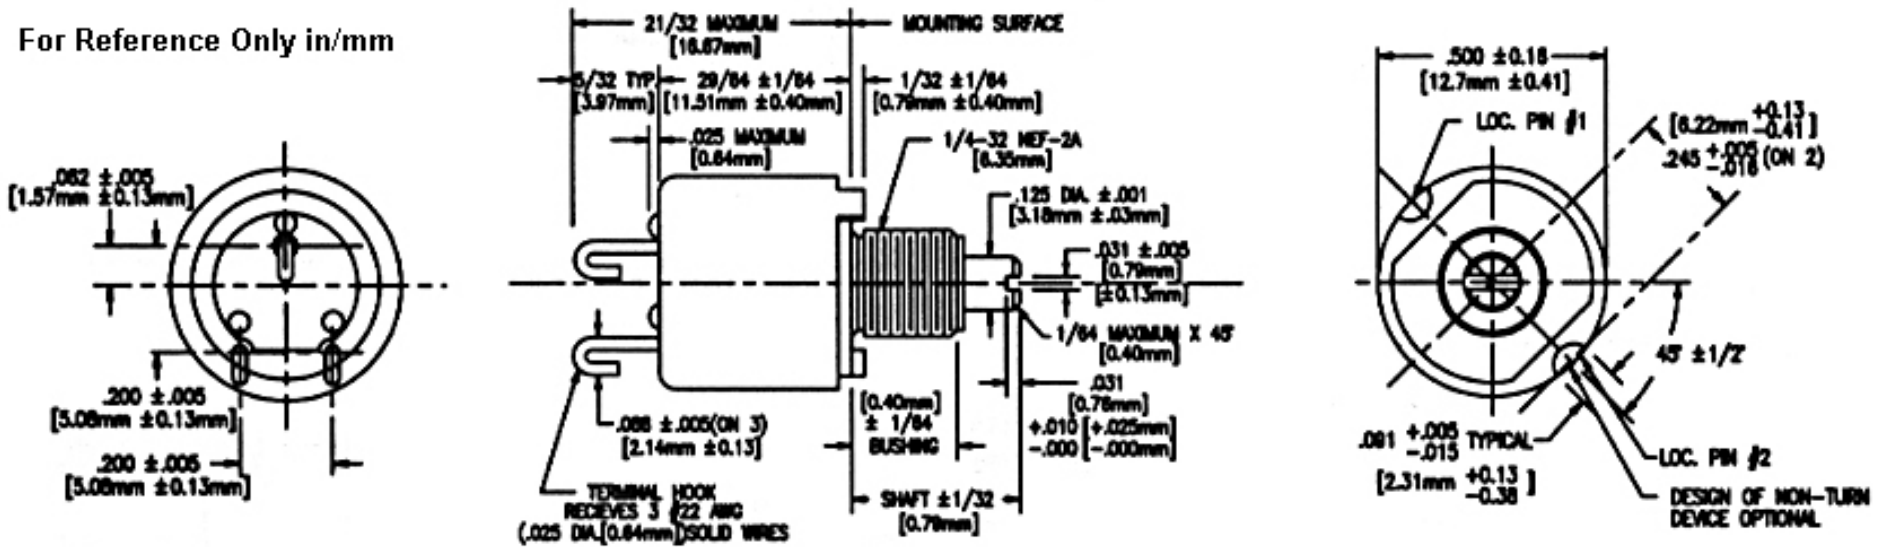 For Reference Only in/mm
.062 ±.005
[1.57mm ±0.13mm]
.200 ±.005
[5.08mm ±0.13mm]
.200 ±.005
[5.08mm ±0.13mm]
21/32 MAXIMUM
[16.67mm]
MOUNTING SURFACE
5/32 TYP
[3.97mm]
29/64 ±1/64
[11.51mm ±0.40mm]
1/32 ±1/64
[0.79mm ±0.40mm]
.025 MAXIMUM
[0.64mm]
1/4-32 NEF-2A
[6.35mm]
.125 DIA. ±.001
[3.18mm ±.03mm]
.031 ±.005
[0.79mm]
[±0.13mm]
1/64 MAXIMUM X 45°
[0.40mm]
.031
[0.78mm]
+.010 [+.025mm]
-.000 [-.000mm]
[0.40mm]
± 1/64
BUSHING
SHAFT ±1/32
[0.79mm]
±.005(ON 3)
[2.14mm ±0.13]
TERMINAL HOOK
RECIEVES 3 #22 AWG
(.025 DIA.[0.64mm])SOLID WIRES
.500 ±0.16
[12.7mm ±0.41]
LOC. PIN #1
[6.22mm +0.13 -0.41]
.245 +.005 -.016 (ON 2)
45° ±1/2°
.091 +.005 -.015 TYPICAL
[2.31mm +0.13 -0.38]
LOC. PIN #2
DESIGN OF NON-TURN
DEVICE OPTIONAL